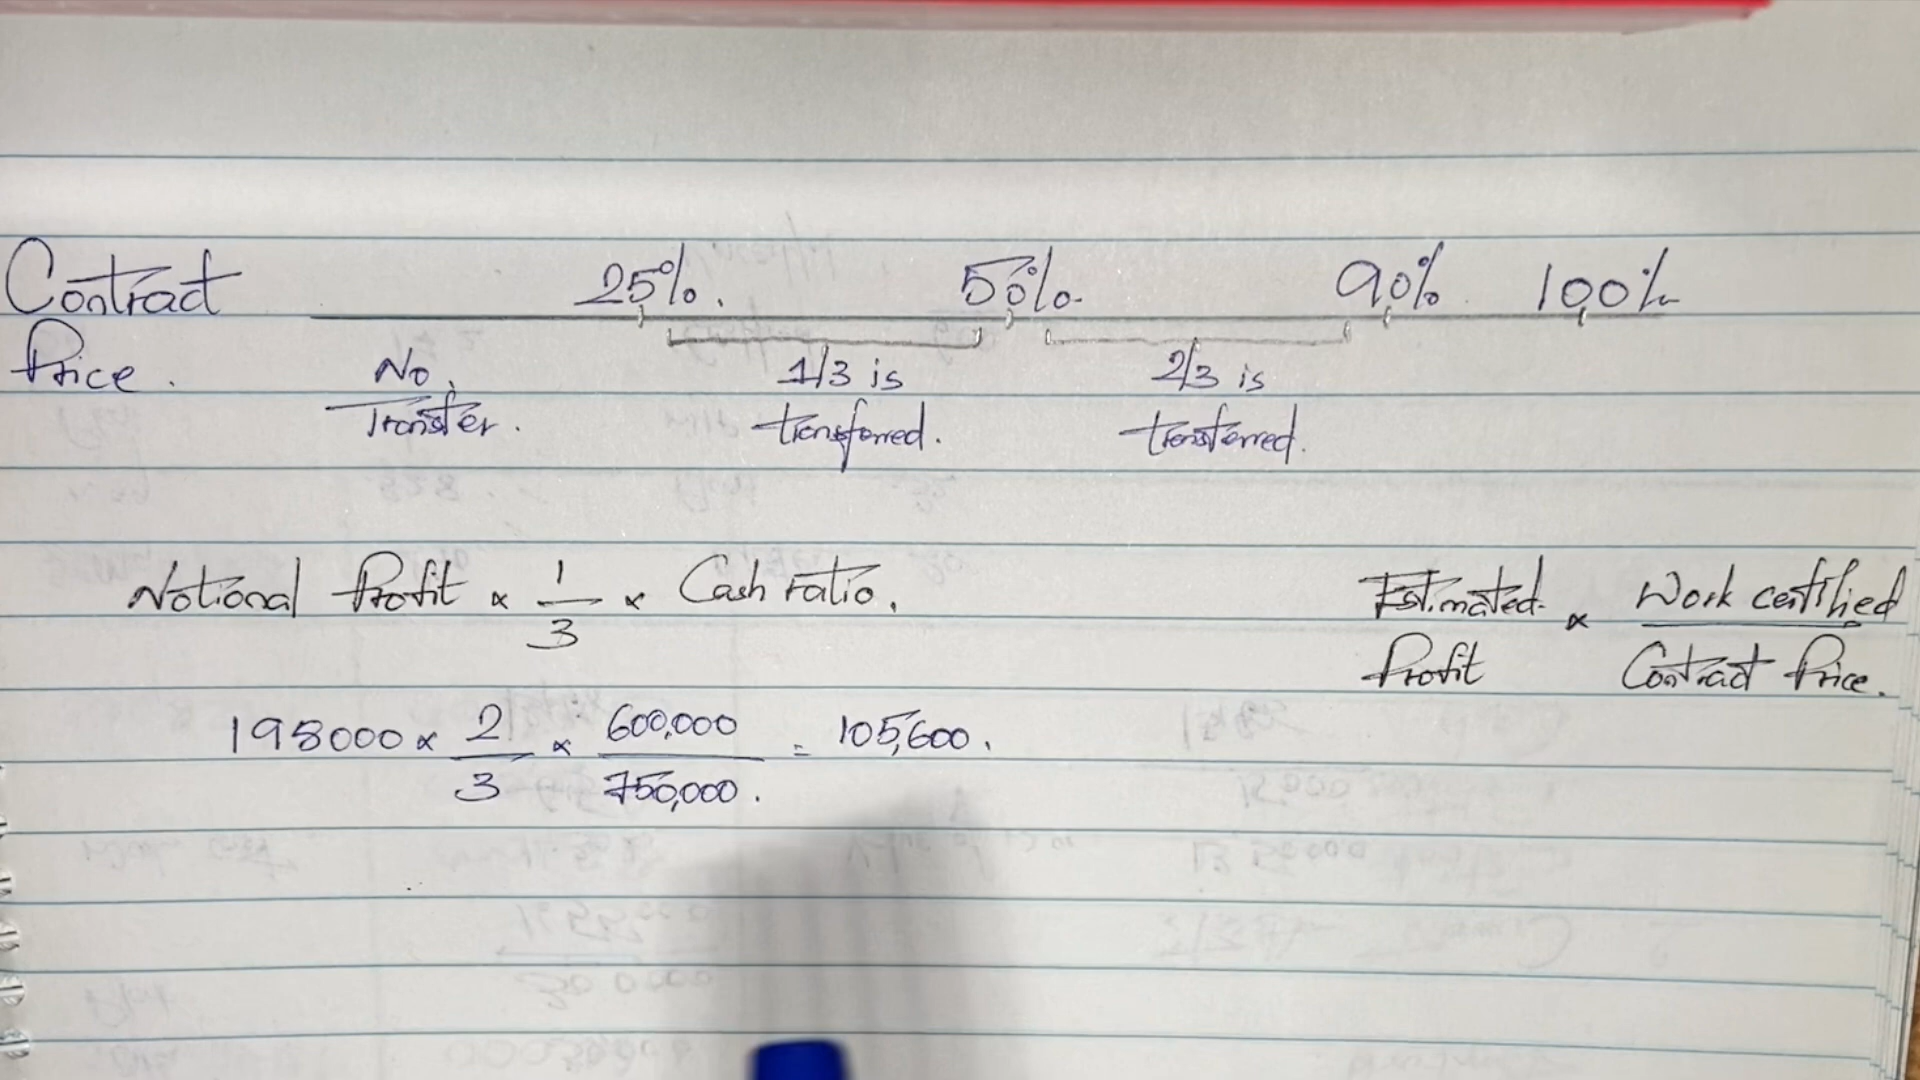 Contract 25%. 50%. 90% 100%
Price. No 1/3 is 2/3 is
Transfer. transferred. transferred.
Notional Profit × 1/3 × Cash ratio. Estimated Profit × Work certified / Contract Price.
198000 × 2/3 × 600,000/750,000. = 105,600.